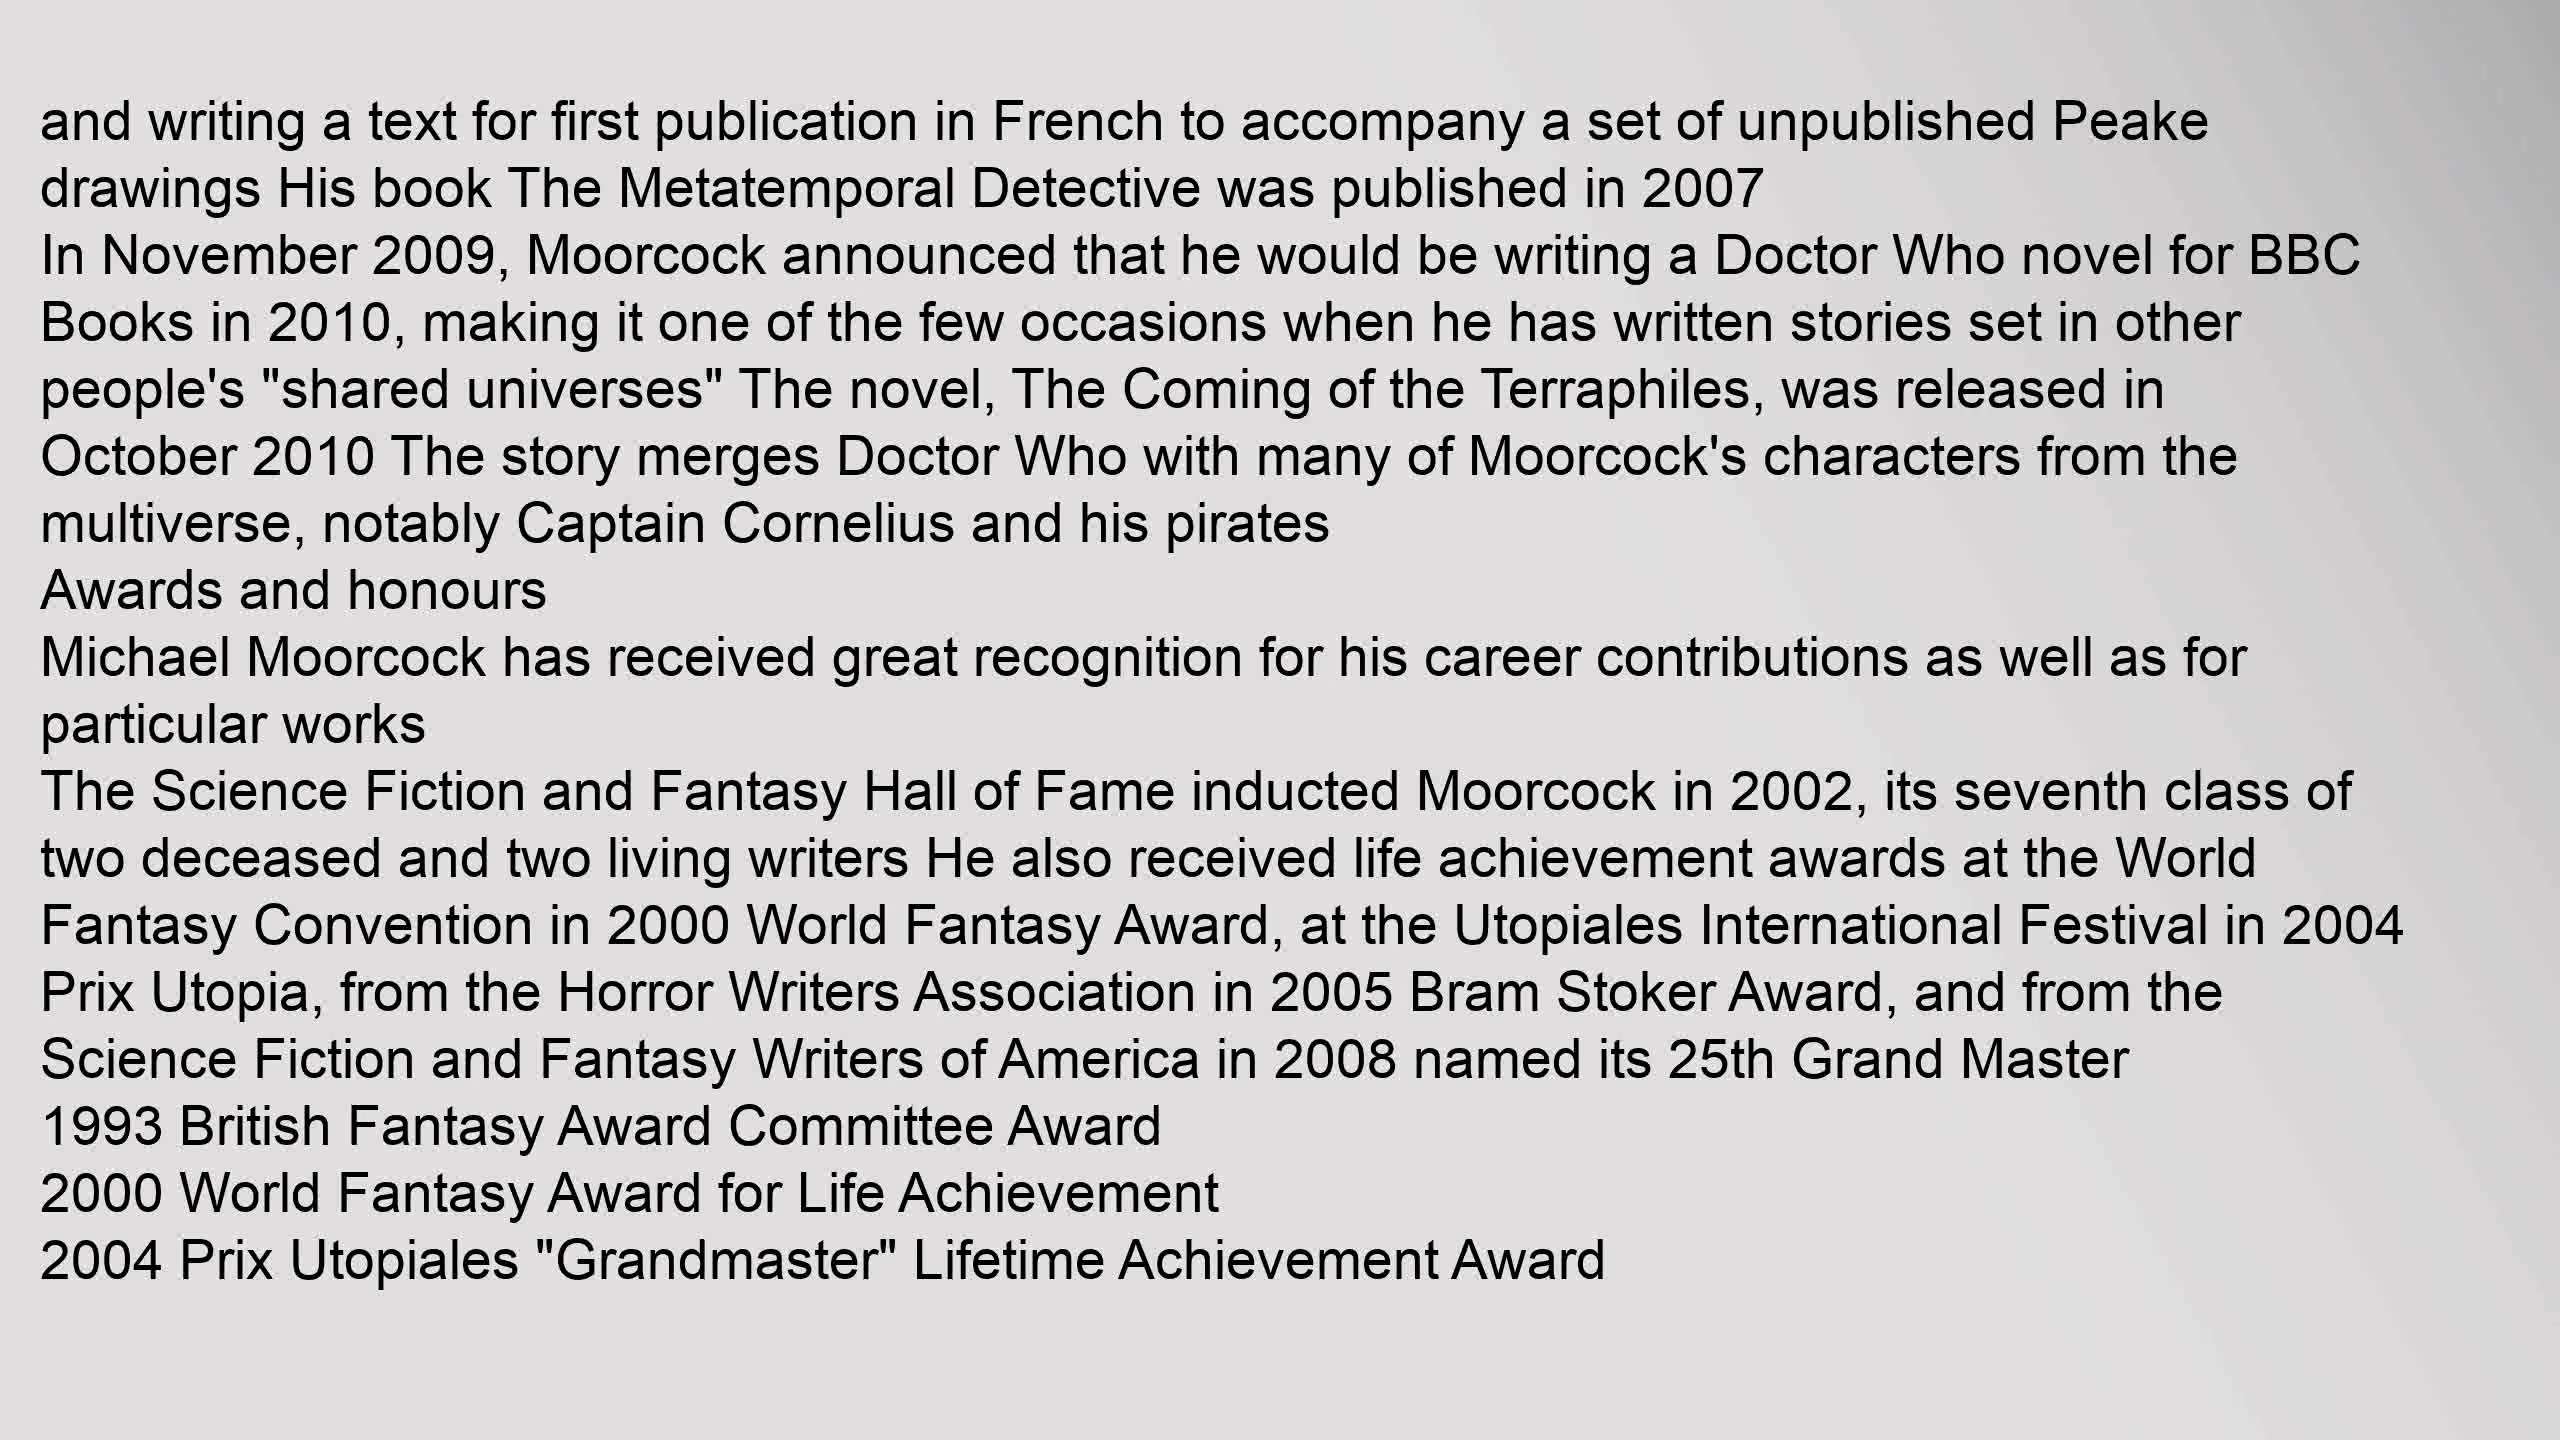 and writing a text for first publication in French to accompany a set of unpublished Peake
drawings His book The Metatemporal Detective was published in 2007
In November 2009, Moorcock announced that he would be writing a Doctor Who novel for BBC
Books in 2010, making it one of the few occasions when he has written stories set in other
people's "shared universes" The novel, The Coming of the Terraphiles, was released in
October 2010 The story merges Doctor Who with many of Moorcock's characters from the
multiverse, notably Captain Cornelius and his pirates
Awards and honours
Michael Moorcock has received great recognition for his career contributions as well as for
particular works
The Science Fiction and Fantasy Hall of Fame inducted Moorcock in 2002, its seventh class of
two deceased and two living writers He also received life achievement awards at the World
Fantasy Convention in 2000 World Fantasy Award, at the Utopiales International Festival in 2004
Prix Utopia, from the Horror Writers Association in 2005 Bram Stoker Award, and from the
Science Fiction and Fantasy Writers of America in 2008 named its 25th Grand Master
1993 British Fantasy Award Committee Award
2000 World Fantasy Award for Life Achievement
2004 Prix Utopiales "Grandmaster" Lifetime Achievement Award